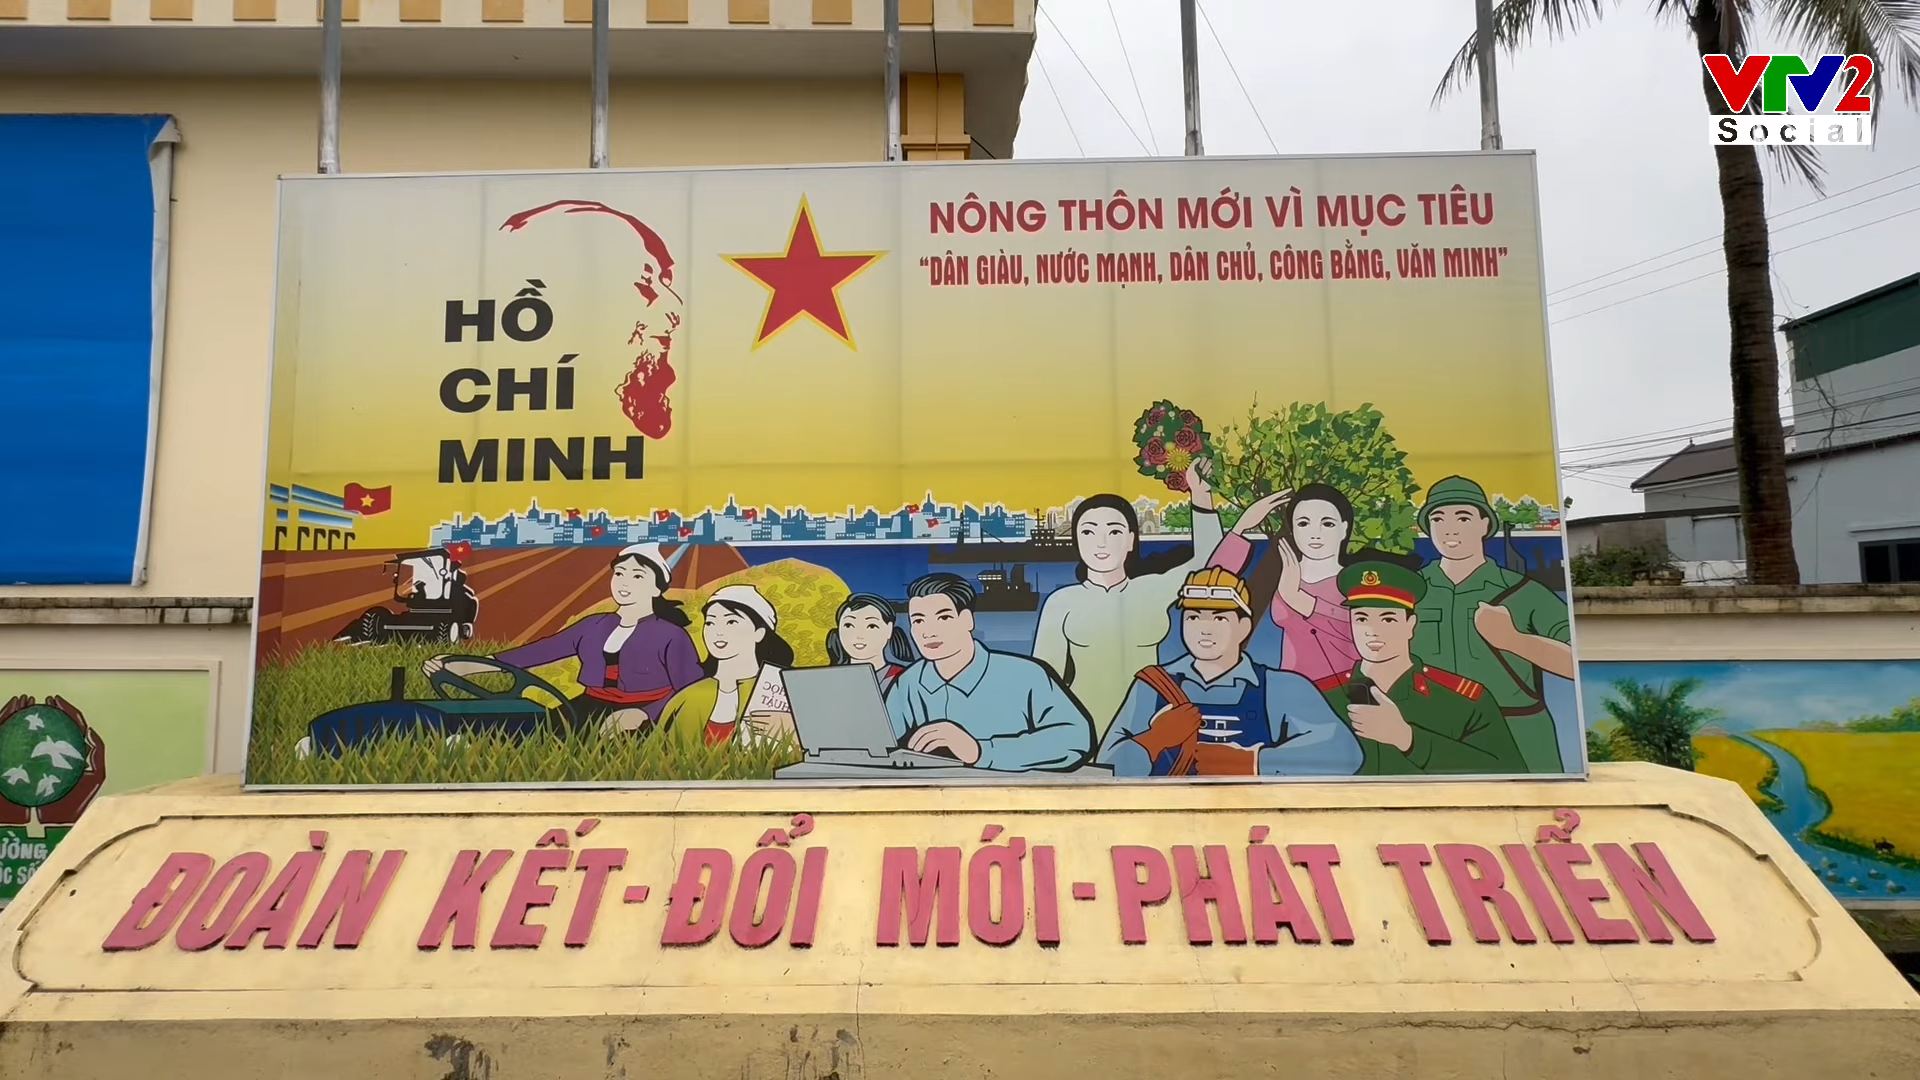 VTV2
Social
NÔNG THÔN MỚI VÌ MỤC TIÊU
“DÂN GIÀU, NƯỚC MẠNH, DÂN CHỦ, CÔNG BẰNG, VĂN MINH”
HỒ
CHÍ
MINH
ĐOÀN KẾT - ĐỔI MỚI - PHÁT TRIỂN